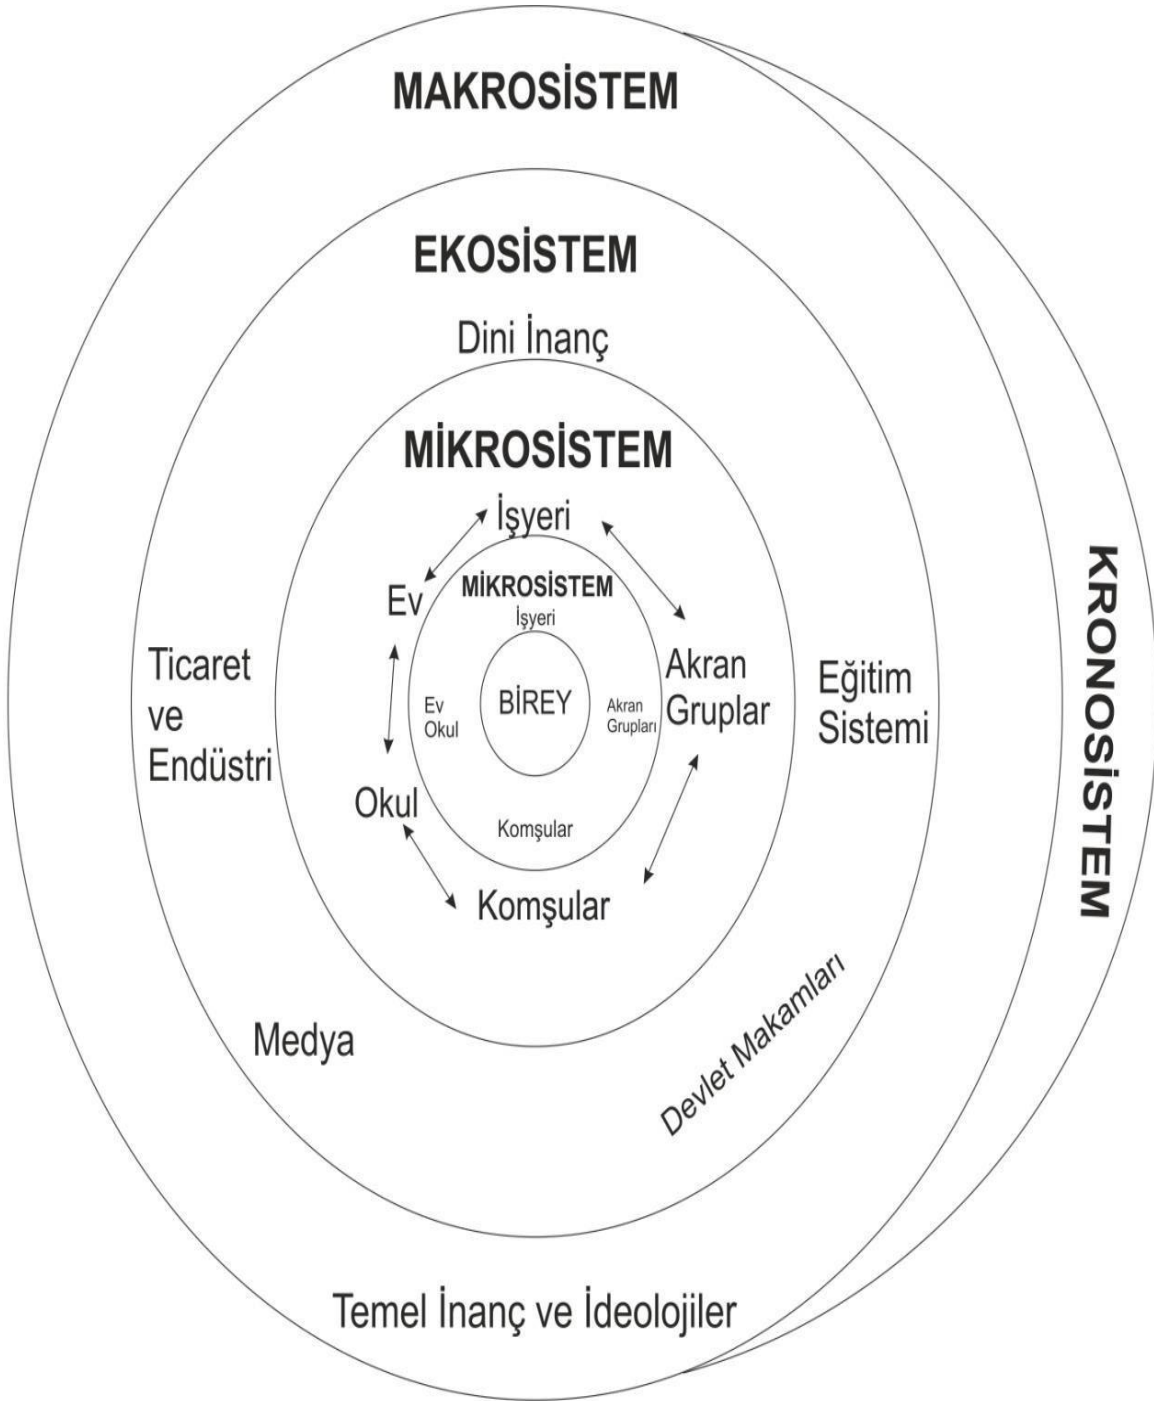 MAKROSİSTEM
EKOSİSTEM
Dini İnanç
MİKROSİSTEM
İşyeri
Ev
MİKROSİSTEM
İşyeri
Ticaret
ve
Endüstri
Ev
Okul
BİREY
Akran
Grupları
Akran
Gruplar
Eğitim
Sistemi
KRONOSİSTEM
Okul
Komşular
Komşular
Medya
Devlet Makamları
Temel İnanç ve İdeolojiler